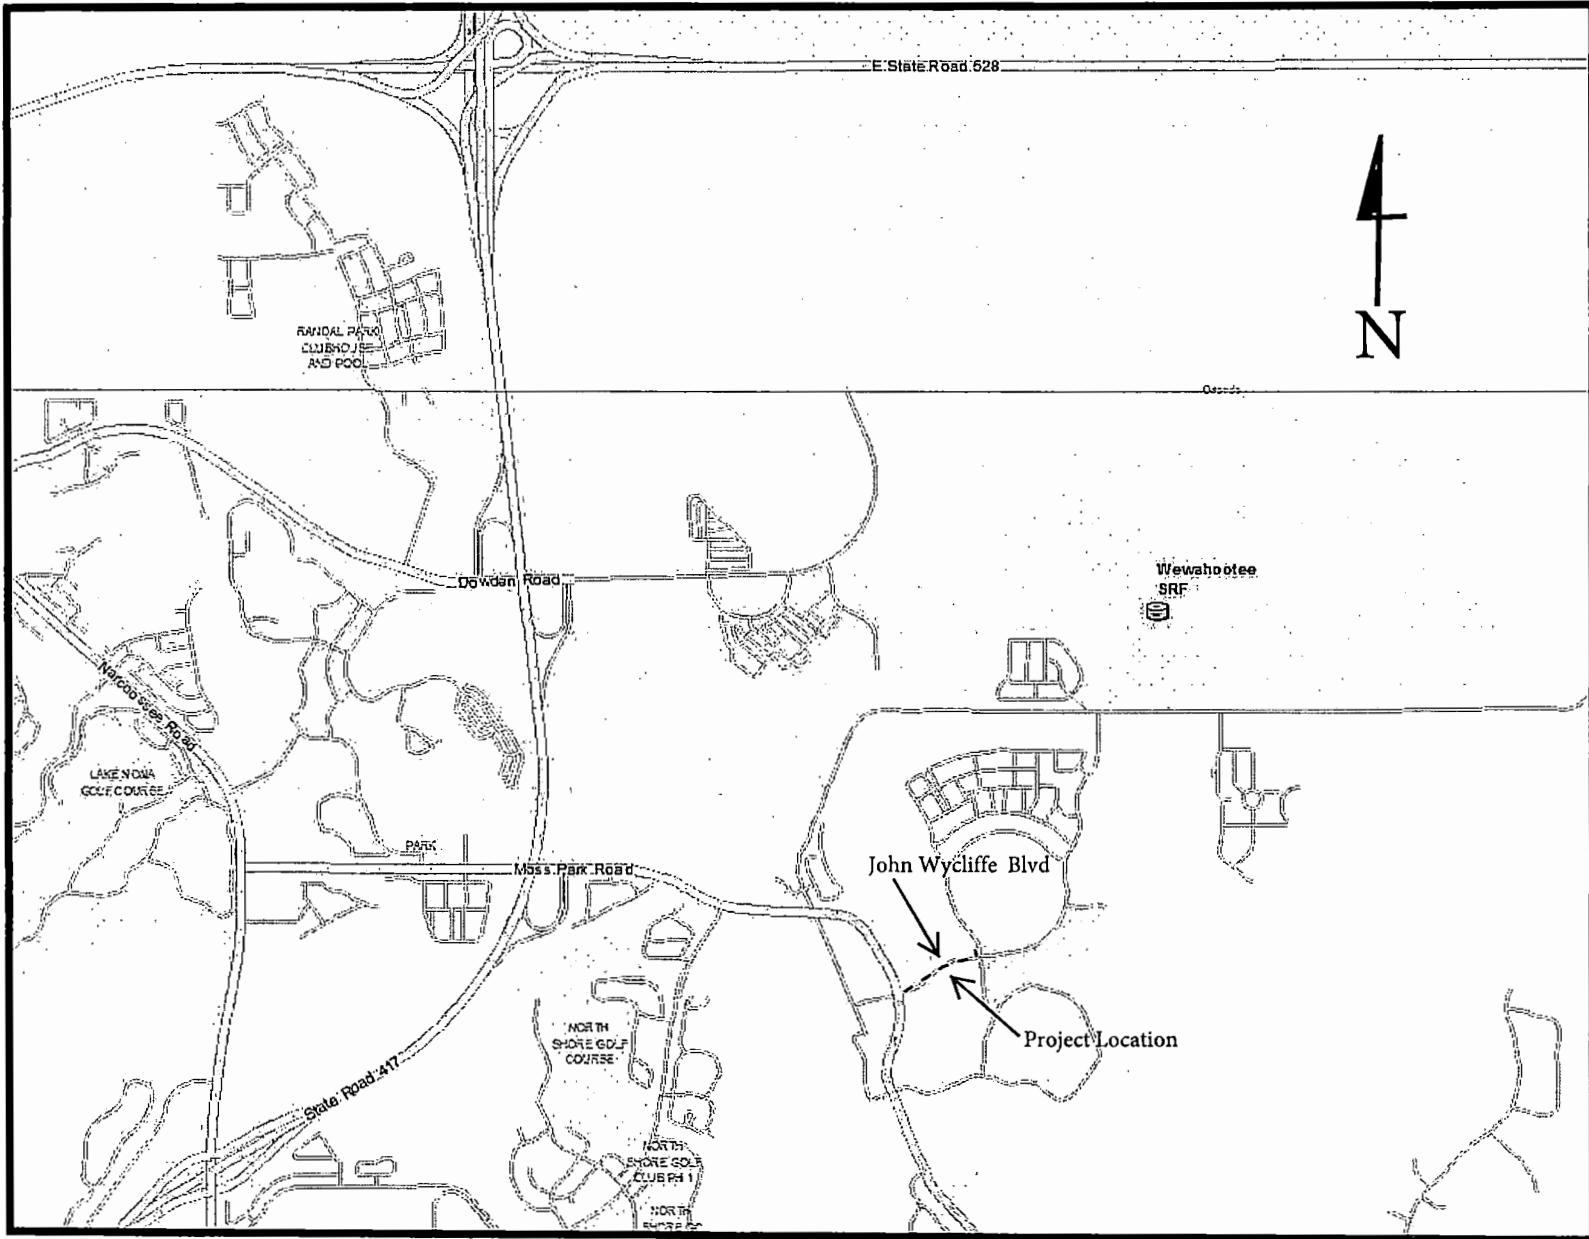 E State Road 528
N
RANDAL PARK
CLUBHOUSE
AND POOL
Dowden Road
Wewahootee
SRF
Narcoossee Road
LAKE NONA
GOLF COURSE
PARK
Moss Park Road
John Wycliffe Blvd
Project Location
NORTH
SHORE GOLF
COURSE
State Road 417
NORTH
SHORE GOLF
CLUB PH 1
NORTH